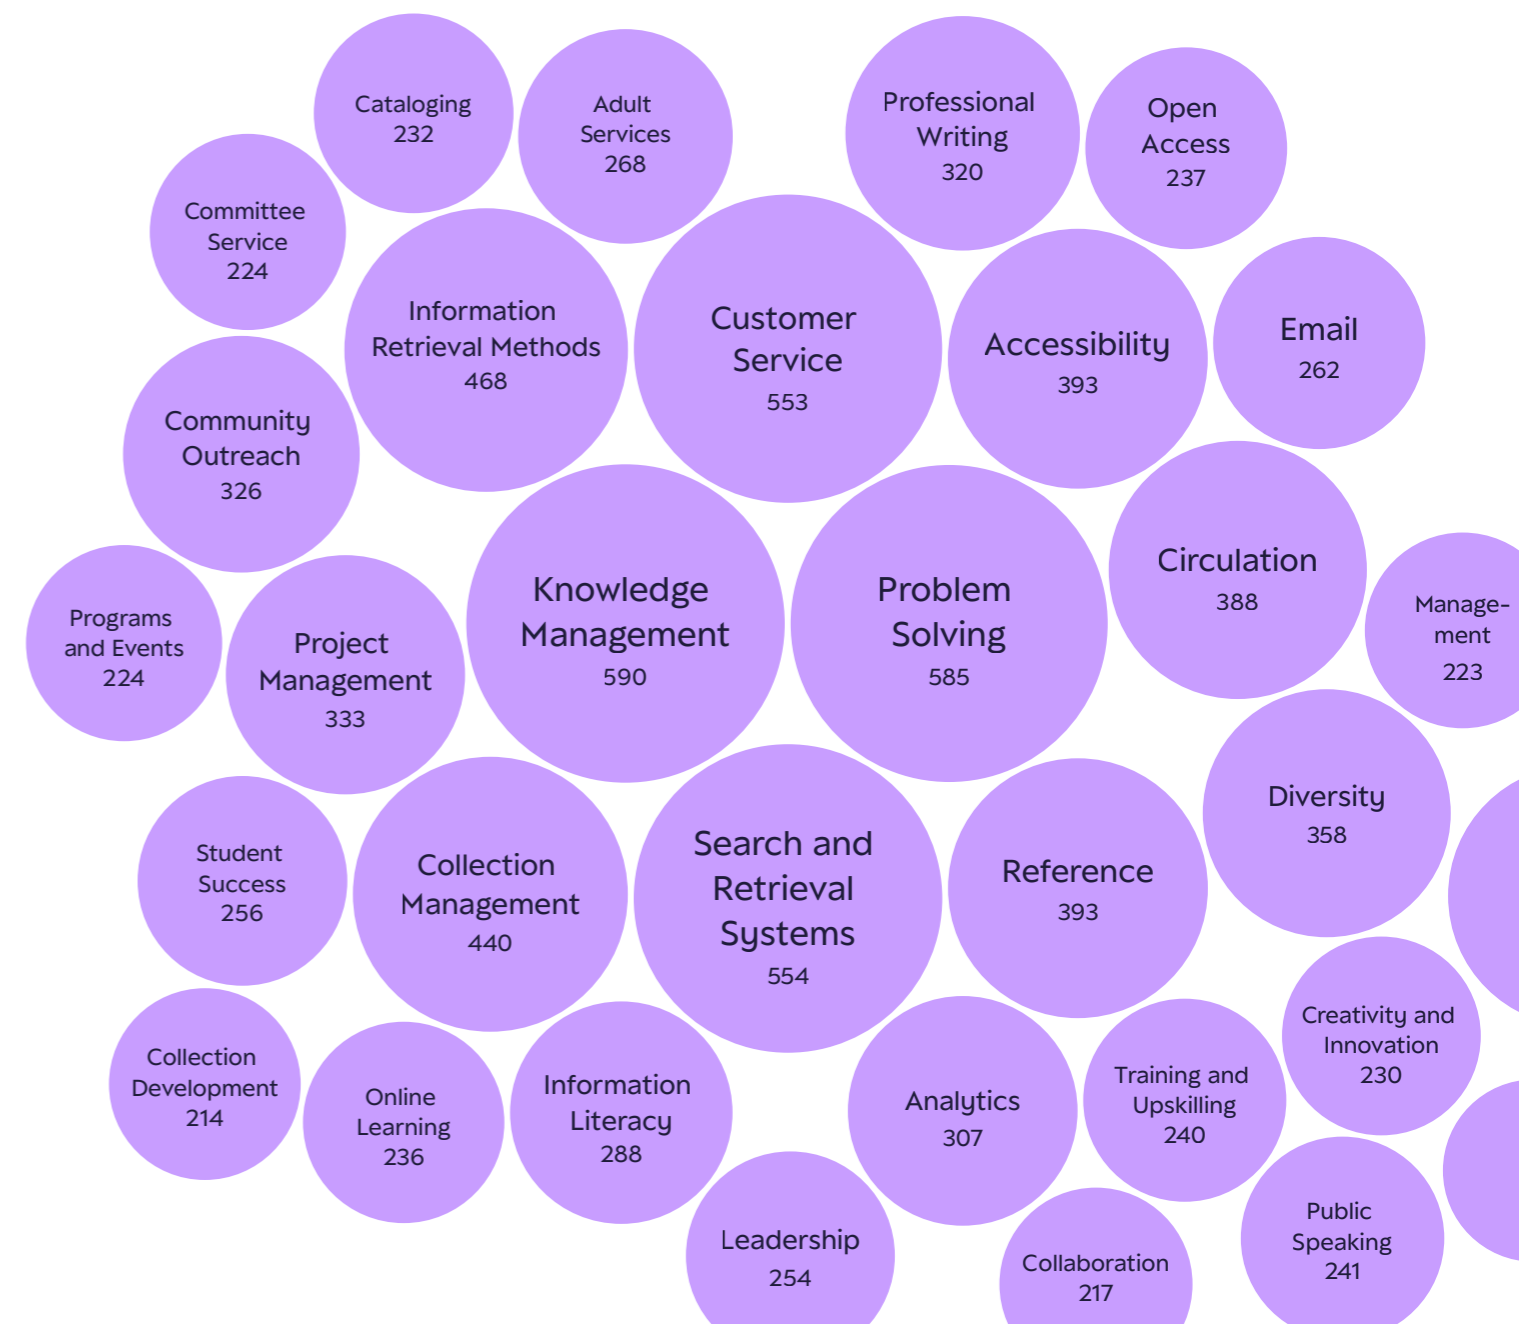 Cataloging
232
Adult
Services
268
Professional
Writing
320
Open
Access
237
Committee
Service
224
Information
Retrieval Methods
468
Customer
Service
553
Accessibility
393
Email
262
Community
Outreach
326
Knowledge
Management
590
Problem
Solving
585
Circulation
388
Manage-
ment
223
Programs
and Events
224
Project
Management
333
Diversity
358
Student
Success
256
Collection
Management
440
Search and
Retrieval
Systems
554
Reference
393
Creativity and
Innovation
230
Collection
Development
214
Online
Learning
236
Information
Literacy
288
Analytics
307
Training and
Upskilling
240
Public
Speaking
241
Leadership
254
Collaboration
217